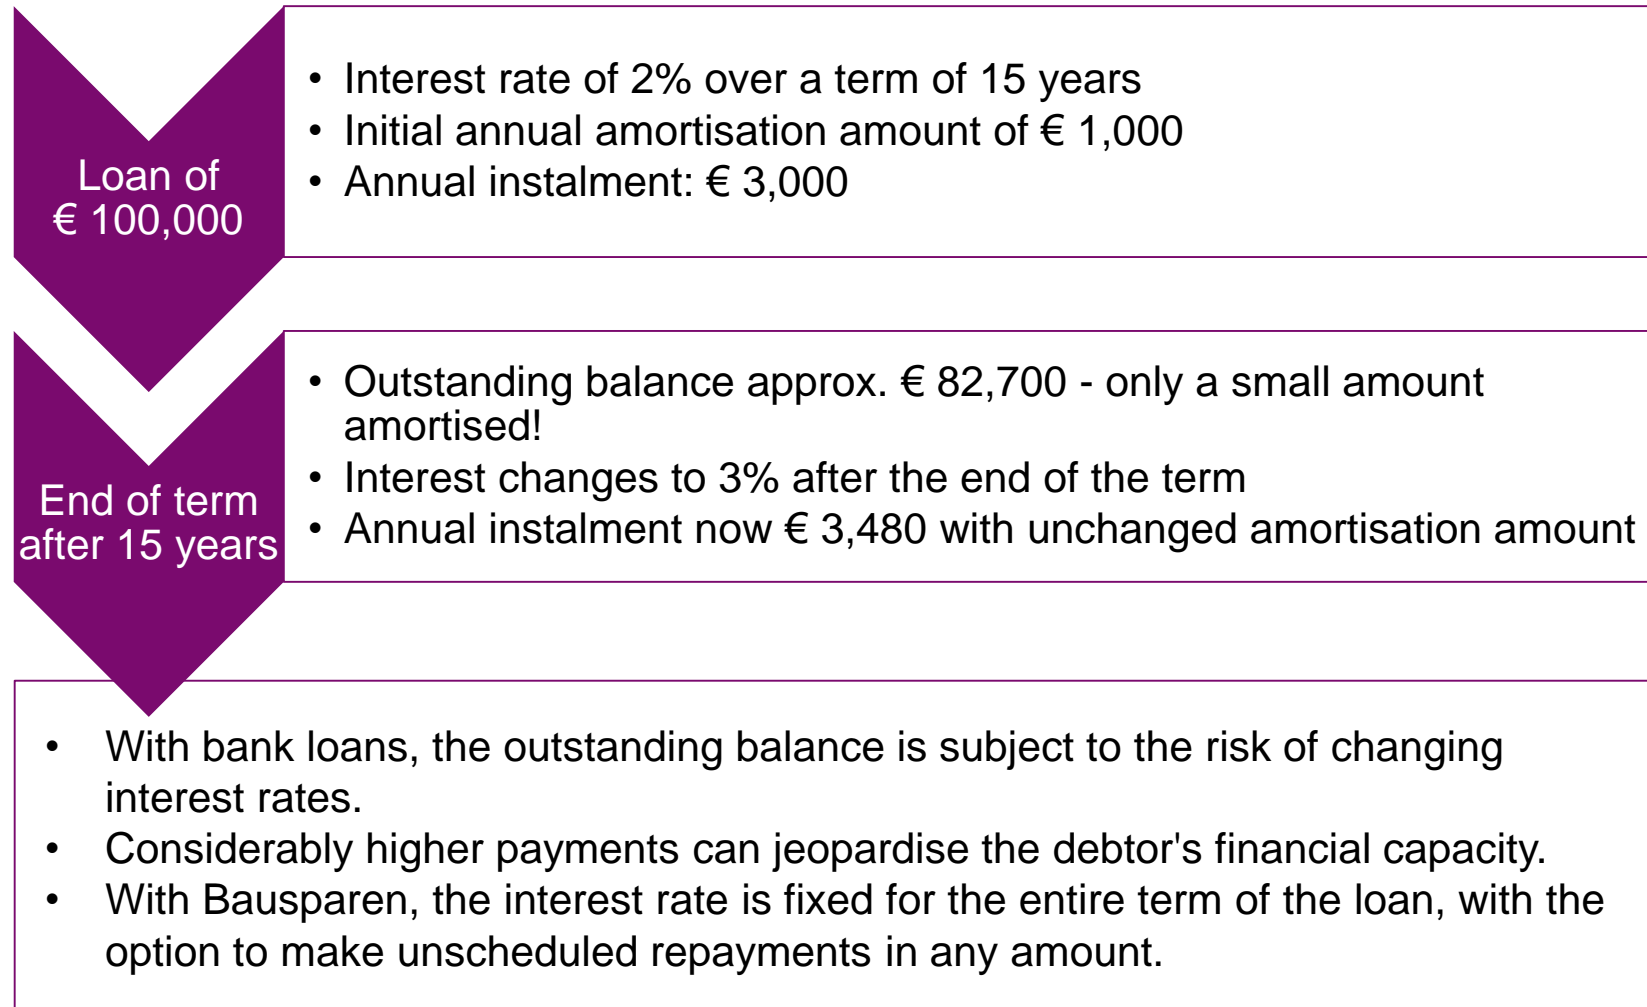 Loan of
€ 100,000
• Interest rate of 2% over a term of 15 years
• Initial annual amortisation amount of € 1,000
• Annual instalment: € 3,000
End of term
after 15 years
• Outstanding balance approx. € 82,700 - only a small amount
amortised!
• Interest changes to 3% after the end of the term
• Annual instalment now € 3,480 with unchanged amortisation amount
• With bank loans, the outstanding balance is subject to the risk of changing
interest rates.
• Considerably higher payments can jeopardise the debtor's financial capacity.
• With Bausparen, the interest rate is fixed for the entire term of the loan, with the
option to make unscheduled repayments in any amount.